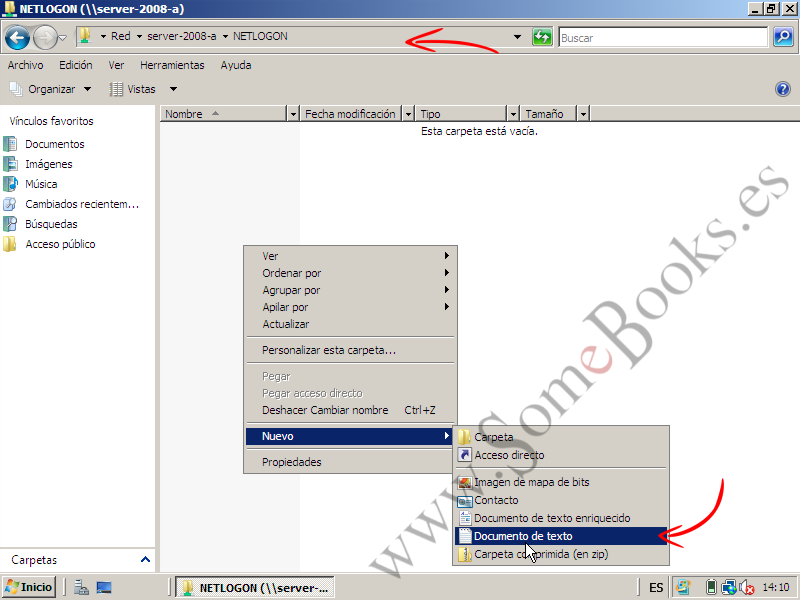 NETLOGON (\\server-2008-a)
Red server-2008-a NETLOGON
Buscar
Archivo Edición Ver Herramientas Ayuda
Organizar Vistas
Vínculos favoritos
Documentos
Imágenes
Música
Cambiados recientem...
Búsquedas
Acceso público
Carpetas
Nombre Fecha modificación Tipo Tamaño
Esta carpeta está vacía.
Ver
Ordenar por
Agrupar por
Apilar por
Actualizar
Personalizar esta carpeta...
Pegar
Pegar acceso directo
Deshacer Cambiar nombre Ctrl+Z
Nuevo
Propiedades
Carpeta
Acceso directo
Imagen de mapa de bits
Contacto
Documento de texto enriquecido
Documento de texto
Carpeta comprimida (en zip)
www.SomeBooks.es
Inicio
NETLOGON (\\server-...
ES
14:10